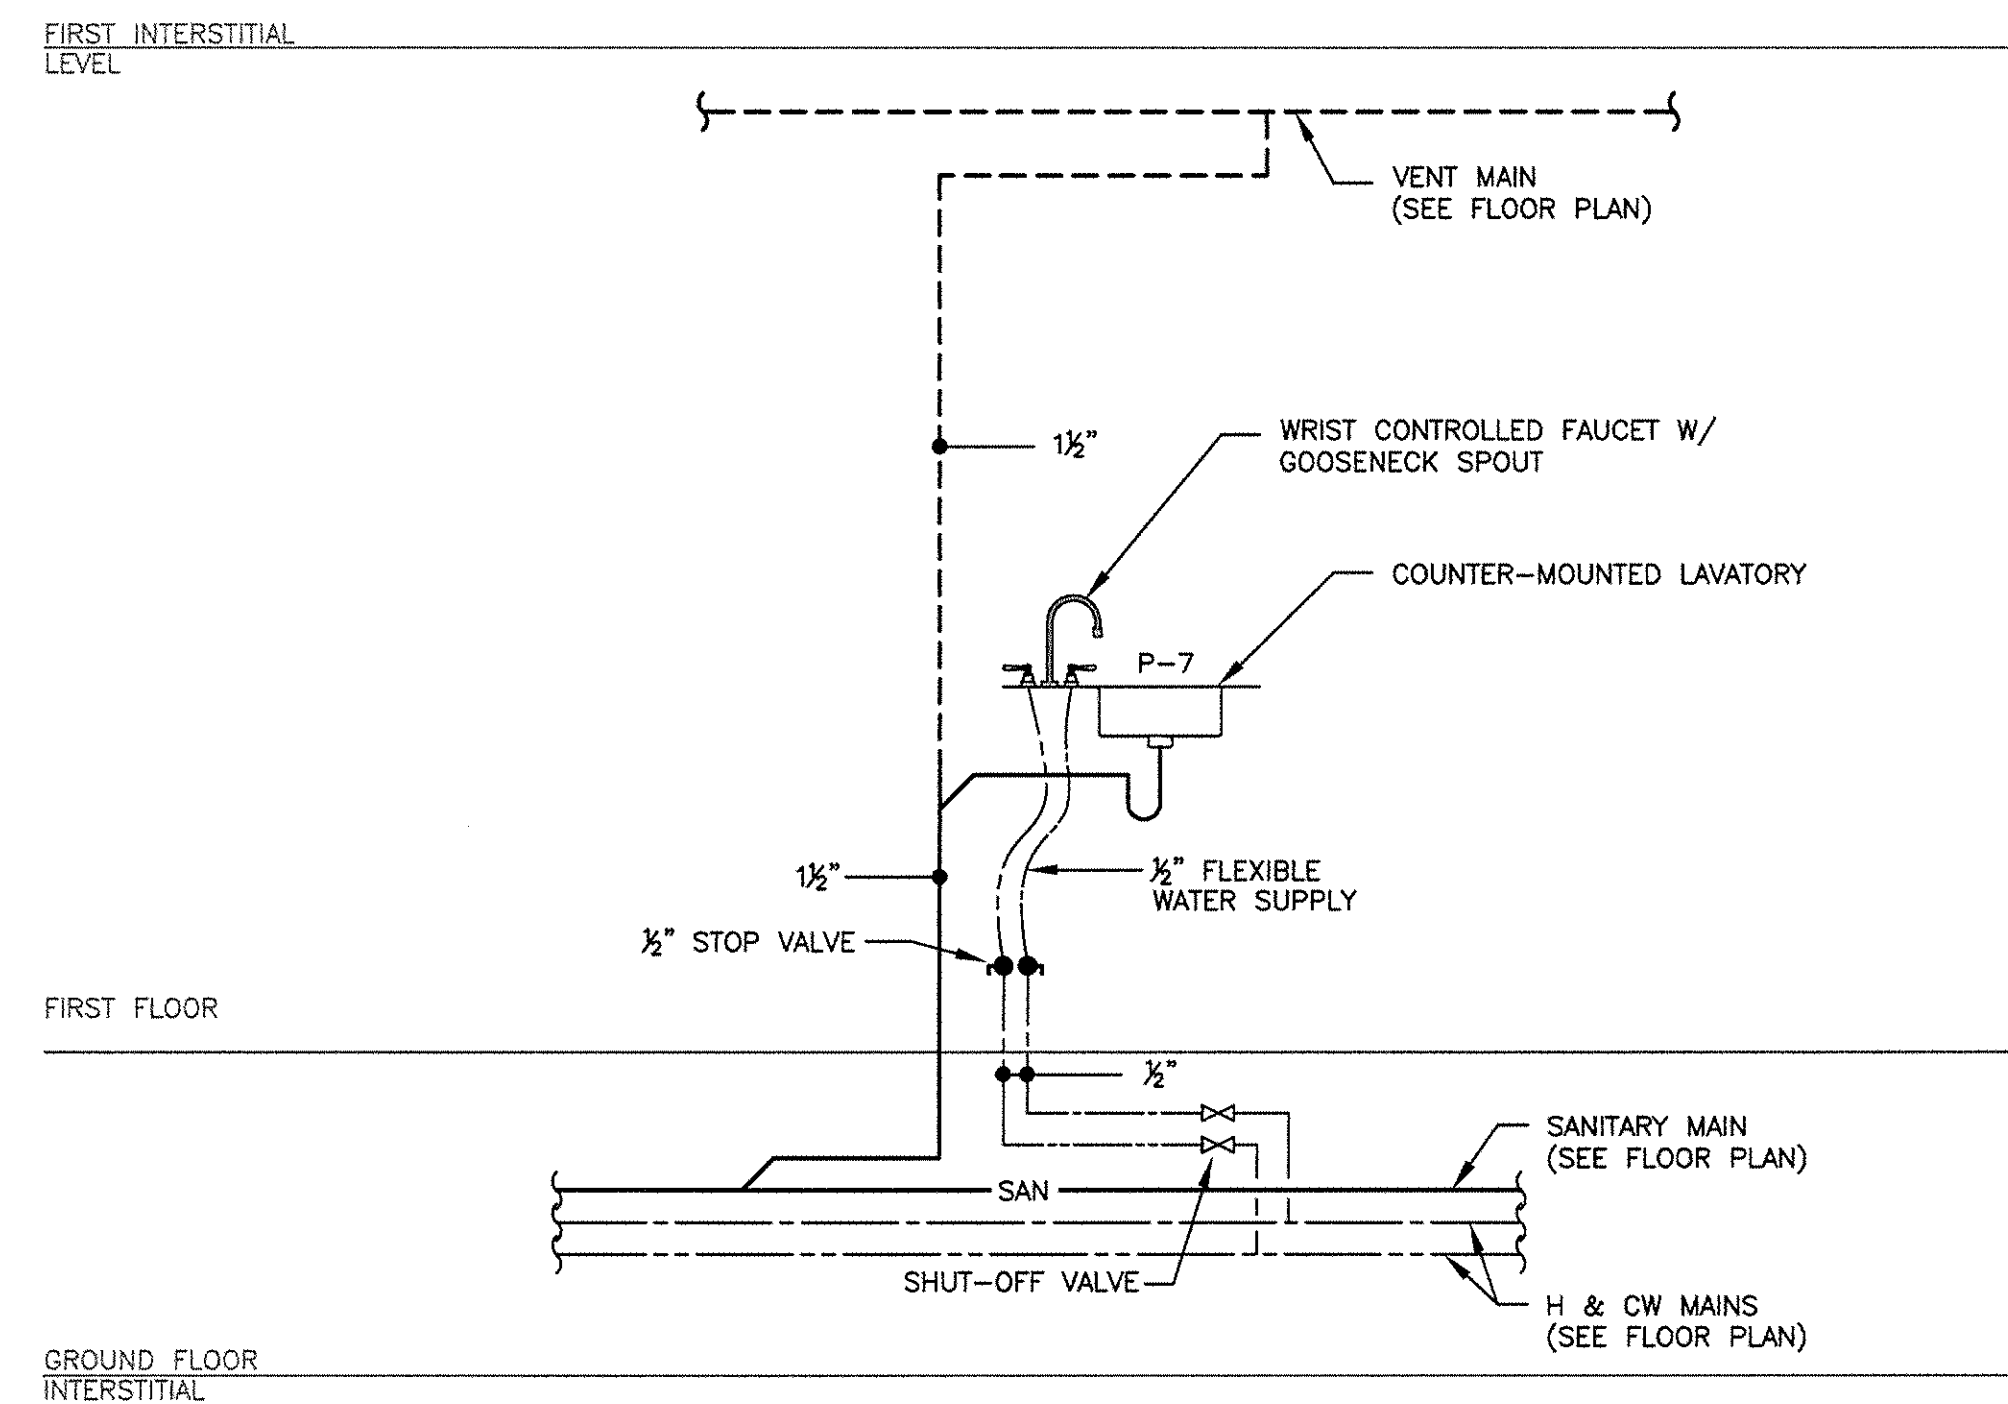 FIRST INTERSTITIAL
LEVEL
VENT MAIN
(SEE FLOOR PLAN)
1½"
WRIST CONTROLLED FAUCET W/
GOOSENECK SPOUT
COUNTER-MOUNTED LAVATORY
P-7
1½"
½" FLEXIBLE
WATER SUPPLY
½" STOP VALVE
FIRST FLOOR
½"
SANITARY MAIN
(SEE FLOOR PLAN)
SAN
SHUT-OFF VALVE
H & CW MAINS
(SEE FLOOR PLAN)
GROUND FLOOR
INTERSTITIAL